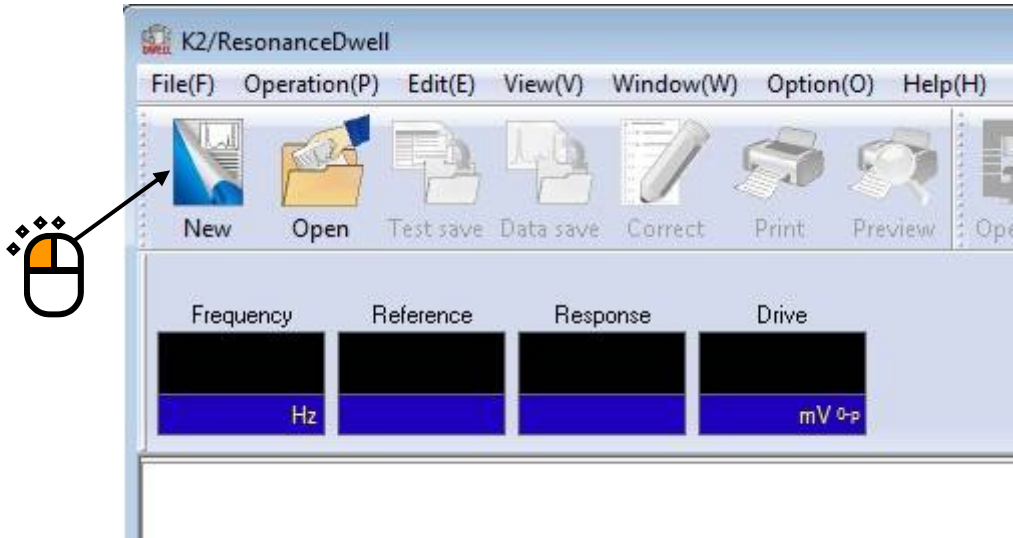 K2/ResonanceDwell
File(F) Operation(P) Edit(E) View(V) Window(W) Option(O) Help(H)
New Open Test save Data save Correct Print Preview Ope
Frequency Reference Response Drive
Hz mV 0-p